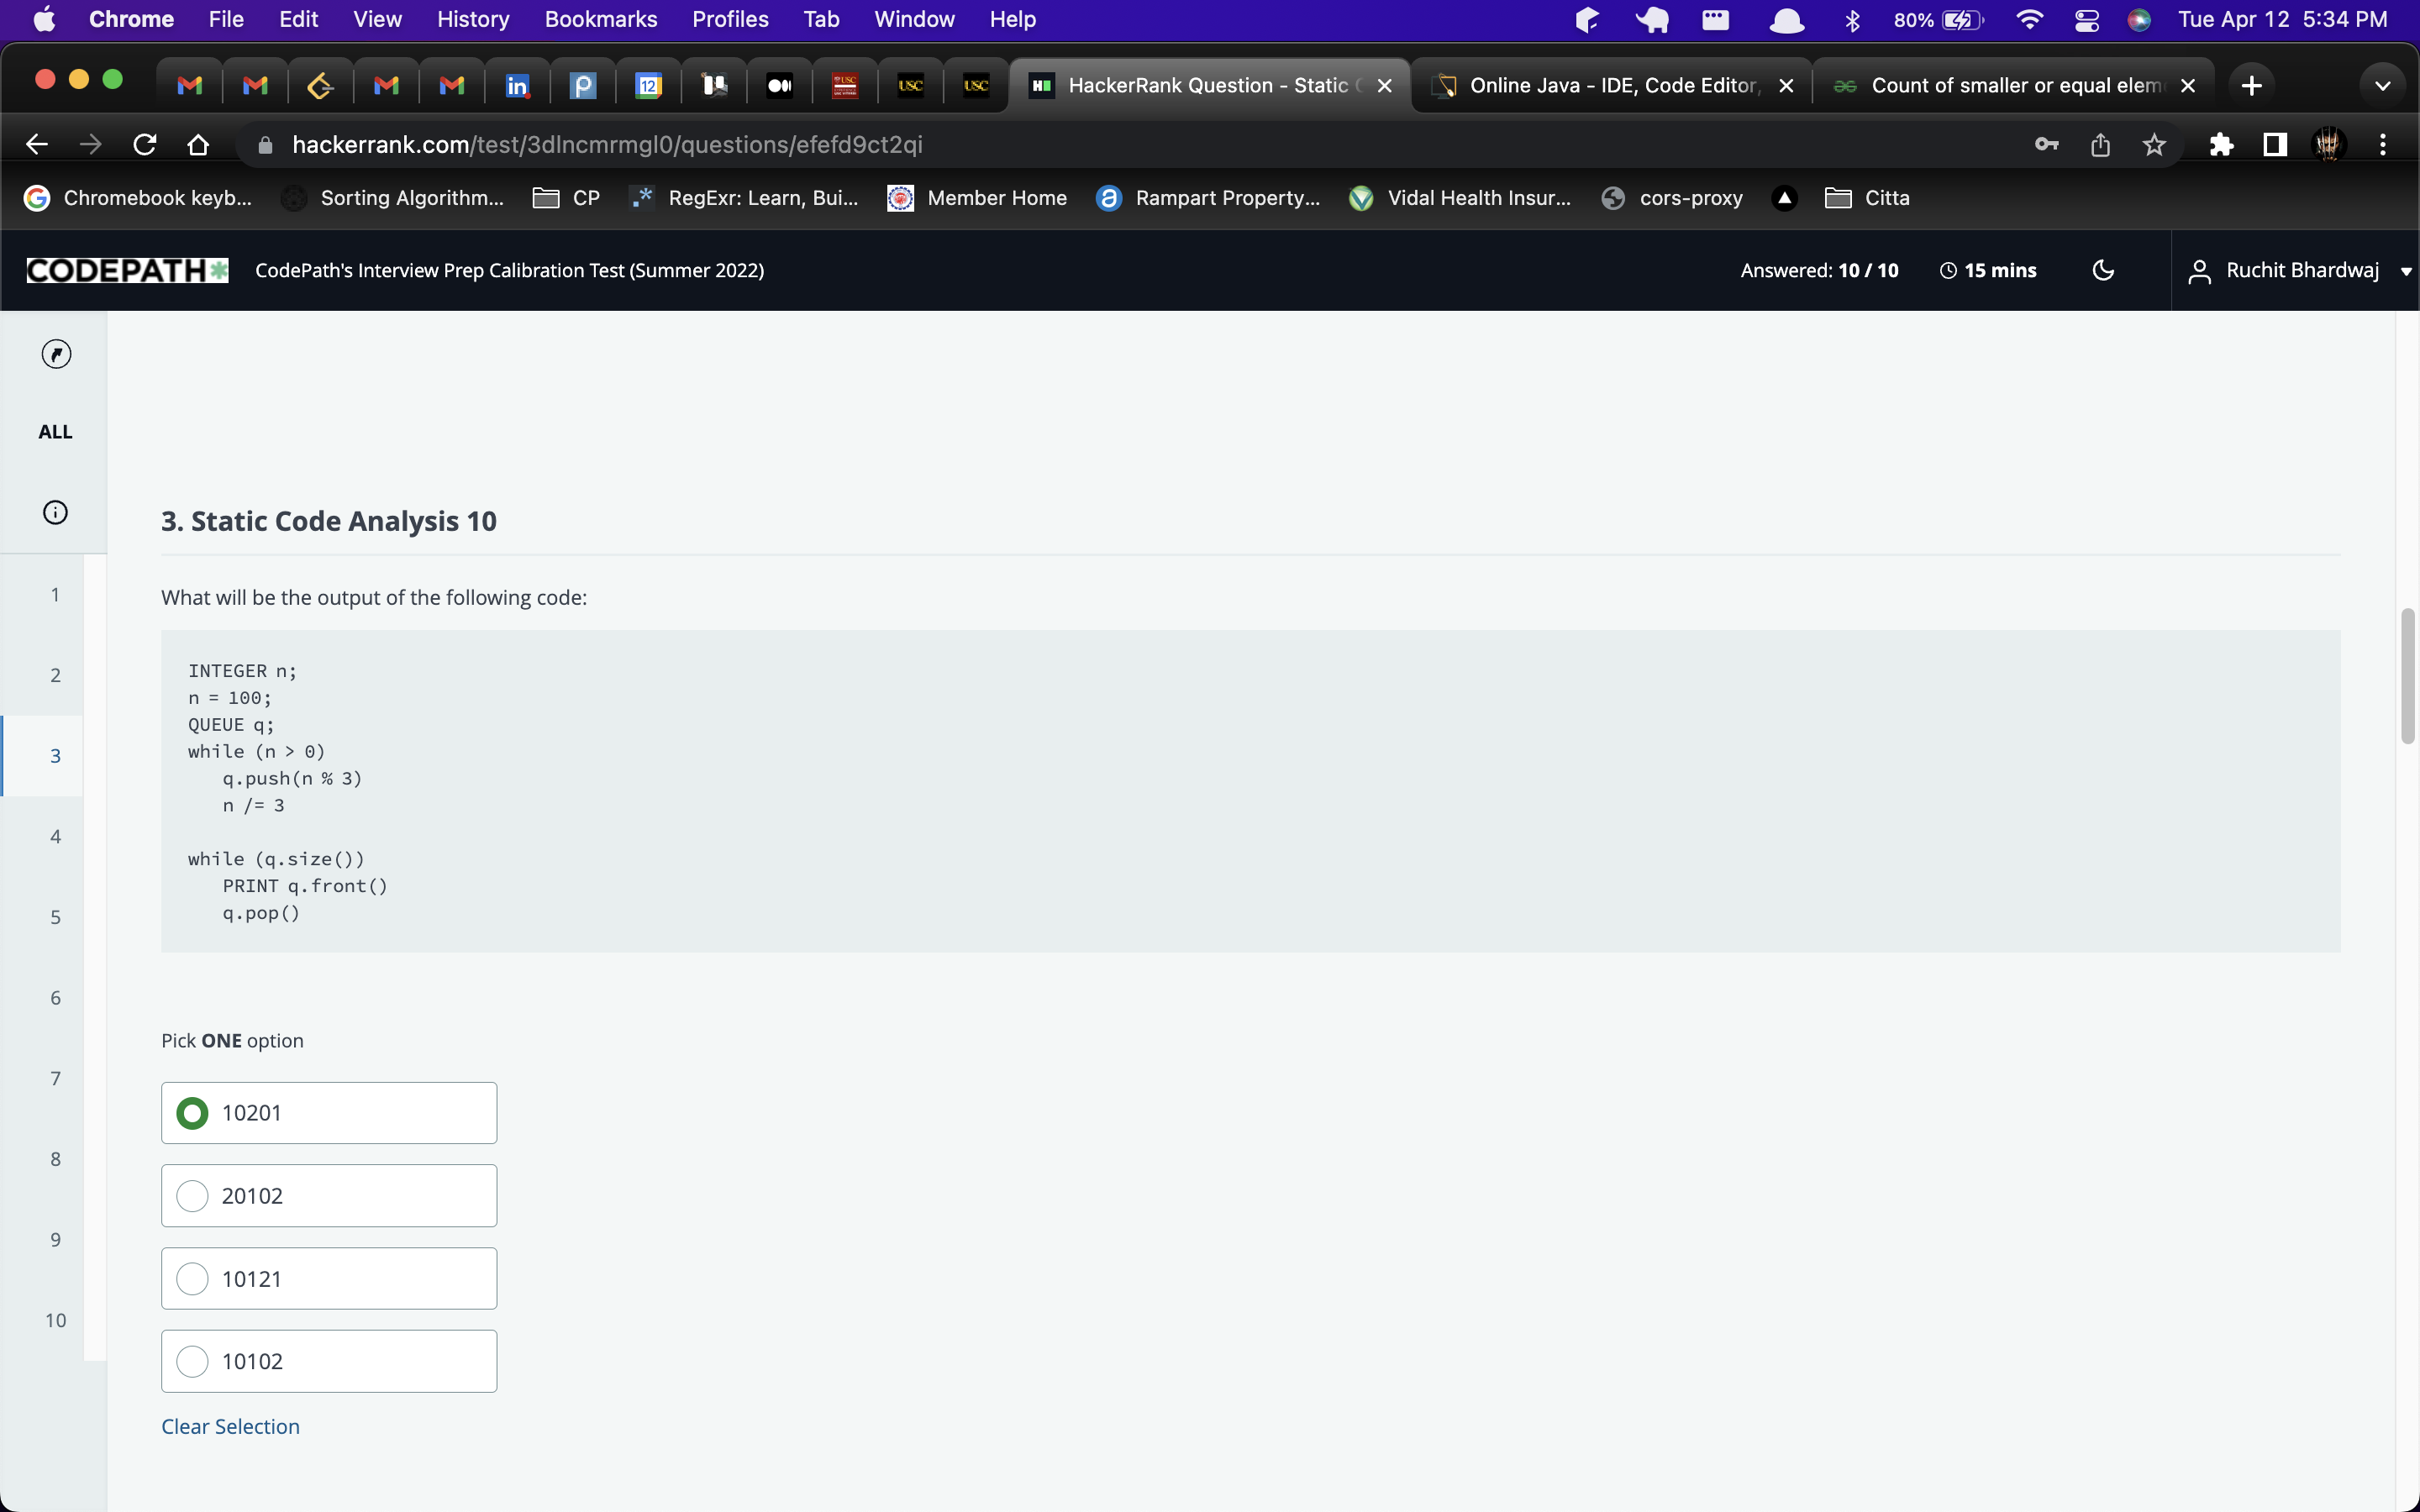 Chrome File Edit View History Bookmarks Profiles Tab Window Help 80% Tue Apr 12 5:34 PM
in P 12 USC USC USC H HackerRank Question - Static Online Java - IDE, Code Editor, Count of smaller or equal elem
hackerrank.com/test/3dlncmrmgl0/questions/efefd9ct2qi
Chromebook keyb... Sorting Algorithm... CP RegExr: Learn, Bui... Member Home Rampart Property... Vidal Health Insur... cors-proxy Citta
CODEPATH* CodePath's Interview Prep Calibration Test (Summer 2022) Answered: 10 / 10 15 mins Ruchit Bhardwaj
ALL
1
2
3
4
5
6
7
8
9
10
3. Static Code Analysis 10
What will be the output of the following code:
INTEGER n;
n = 100;
QUEUE q;
while (n > 0)
q.push(n % 3)
n /= 3
while (q.size())
PRINT q.front()
q.pop()
Pick ONE option
10201
20102
10121
10102
Clear Selection